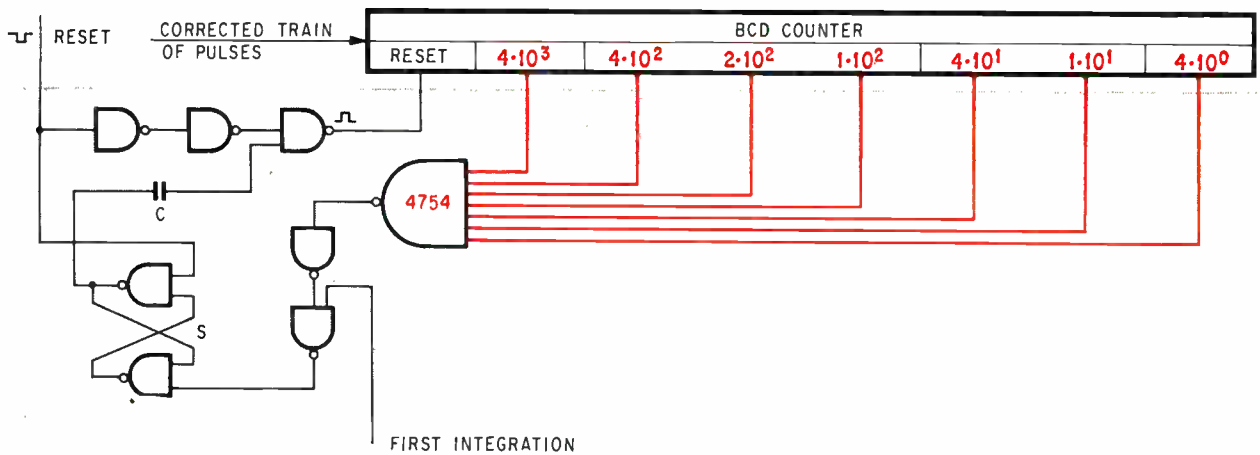 RESET
CORRECTED TRAIN
OF PULSES
BCD COUNTER
RESET 4·10³ 4·10² 2·10² 1·10² 4·10¹ 1·10¹ 4·10⁰
4754
C
S
FIRST INTEGRATION